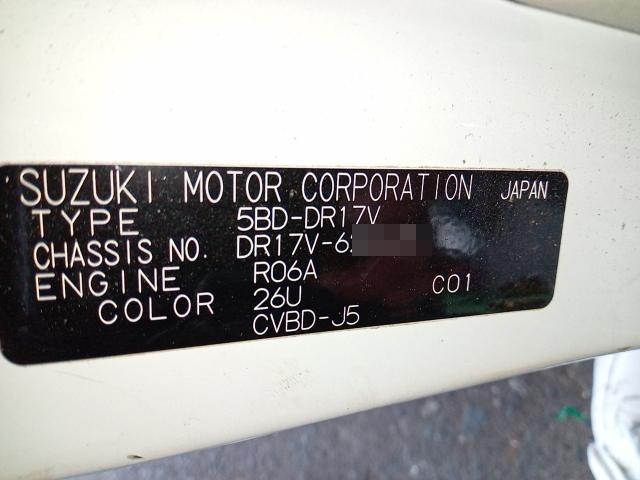 SUZUKI MOTOR CORPORATION JAPAN
TYPE 5BD-DR17V
CHASSIS NO. DR17V-6
ENGINE R06A
COLOR 26U C01
CVBD-J5